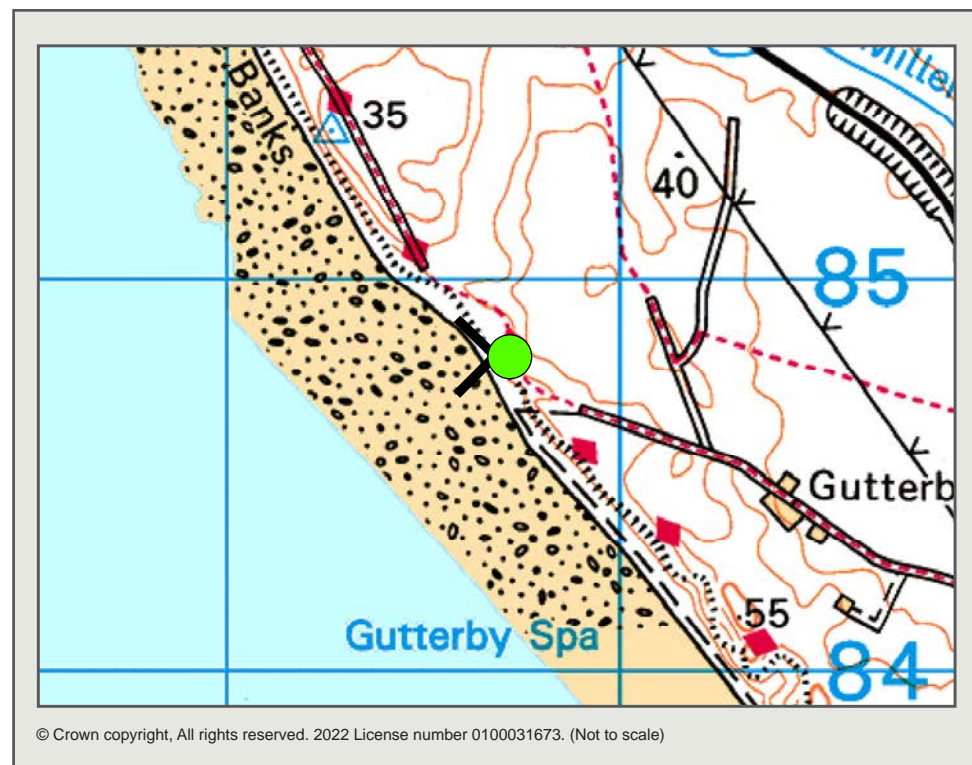 Banks
35
40
85
Gutterb
55
Gutterby Spa
84
© Crown copyright, All rights reserved. 2022 License number 0100031673. (Not to scale)